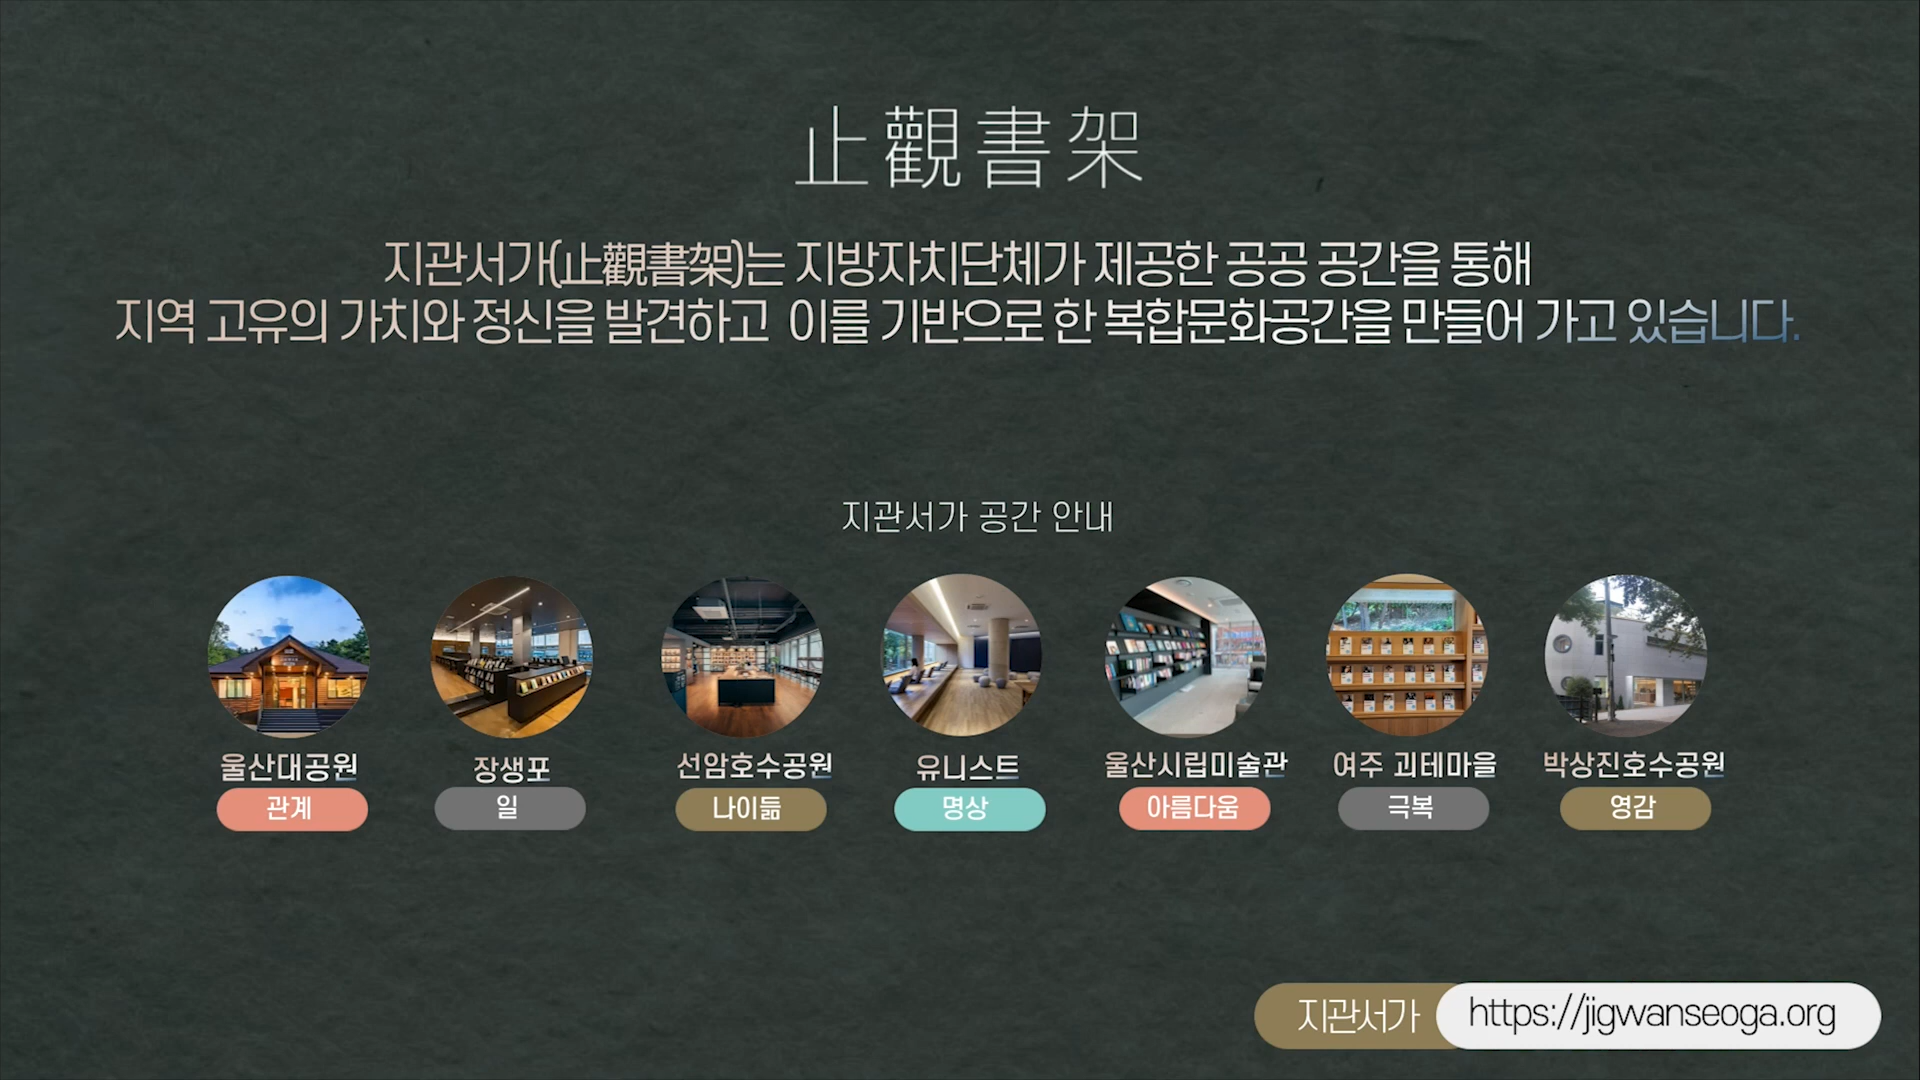 止觀書架
지관서가(止觀書架)는 지방자치단체가 제공한 공공 공간을 통해
지역 고유의 가치와 정신을 발견하고 이를 기반으로 한 복합문화공간을 만들어 가고 있습니다.
지관서가 공간 안내
울산대공원
관계
장생포
일
선암호수공원
나이듦
유니스트
명상
울산시립미술관
아름다움
여주 괴테마을
극복
박상진호수공원
영감
지관서가 https://jigwanseoga.org